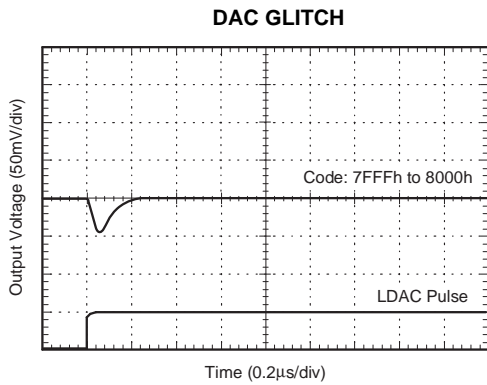 DAC GLITCH
Output Voltage (50mV/div)
Code: 7FFFh to 8000h
LDAC Pulse
Time (0.2µs/div)